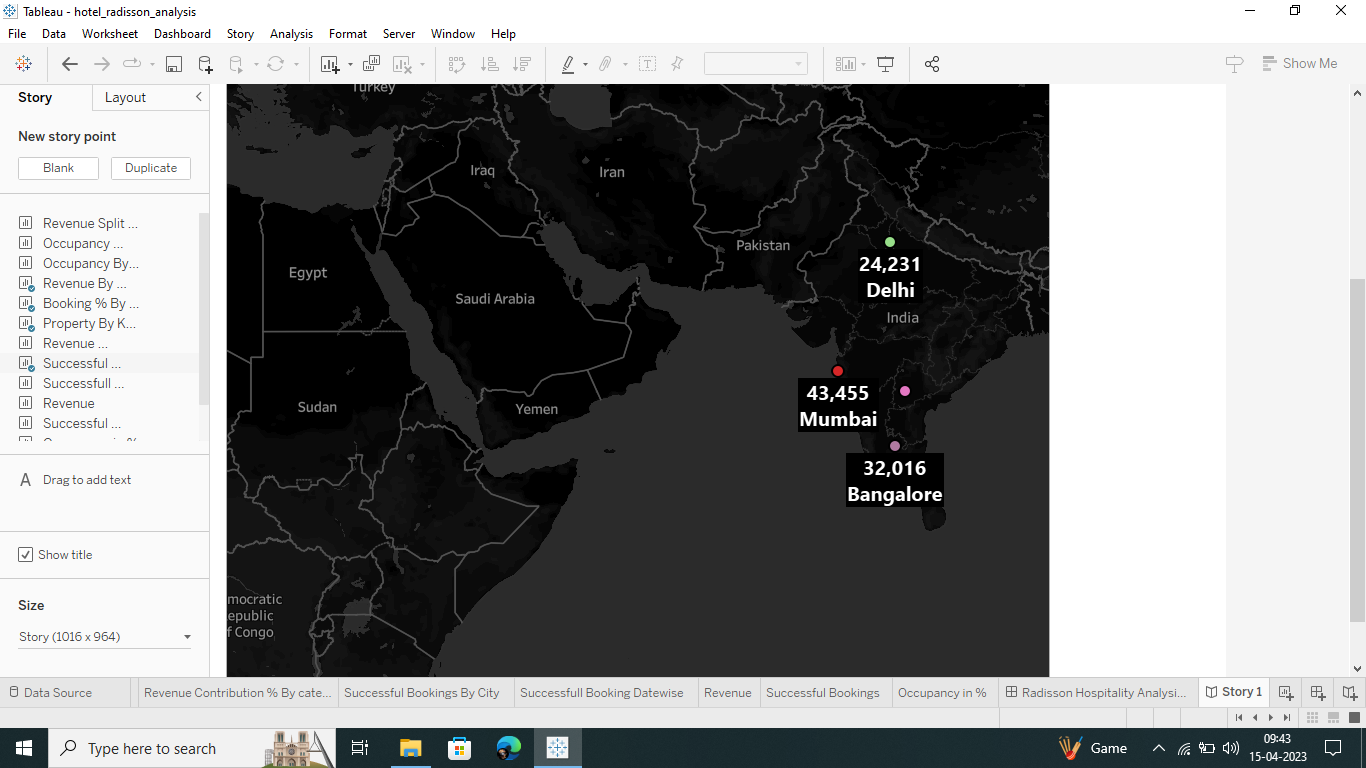 Tableau - hotel_radisson_analysis
File Data Worksheet Dashboard Story Analysis Format Server Window Help
Show Me
Story Layout
New story point
Blank Duplicate
Revenue Split ...
Occupancy ...
Occupancy By...
Revenue By ...
Booking % By ...
Property By K...
Revenue ...
Successful ...
Successfull ...
Revenue
Successful ...
A Drag to add text
Show title
Size
Story (1016 x 964)
Turkey
Iraq
Iran
Pakistan
Egypt
Saudi Arabia
24,231
Delhi
India
43,455
Mumbai
Sudan
Yemen
32,016
Bangalore
mocratic
epublic
f Congo
Data Source Revenue Contribution % By cate... Successful Bookings By City Successfull Booking Datewise Revenue Successful Bookings Occupancy in % Radisson Hospitality Analysi... Story 1
Type here to search
Game
09:43
15-04-2023